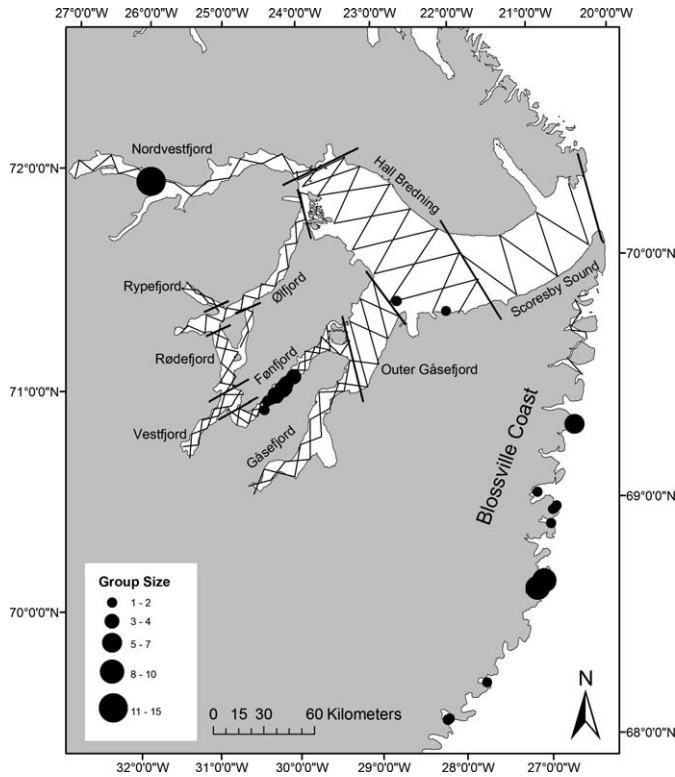 27°0'0"W 26°0'0"W 25°0'0"W 24°0'0"W 23°0'0"W 22°0'0"W 21°0'0"W 20°0'0"W
Nordvestfjord
72°0'0"N
Hall Bredning
70°0'0"N
Rypefjord
Ølfjord
Scoresby Sound
Rødefjord
Fønfjord
Outer Gåsefjord
71°0'0"N
Vestfjord
Gåsefjord
Blossville Coast
69°0'0"N
Group Size
1 - 2
3 - 4
5 - 7
8 - 10
11 - 15
70°0'0"N
N
0 15 30 60 Kilometers
68°0'0"N
32°0'0"W 31°0'0"W 30°0'0"W 29°0'0"W 28°0'0"W 27°0'0"W